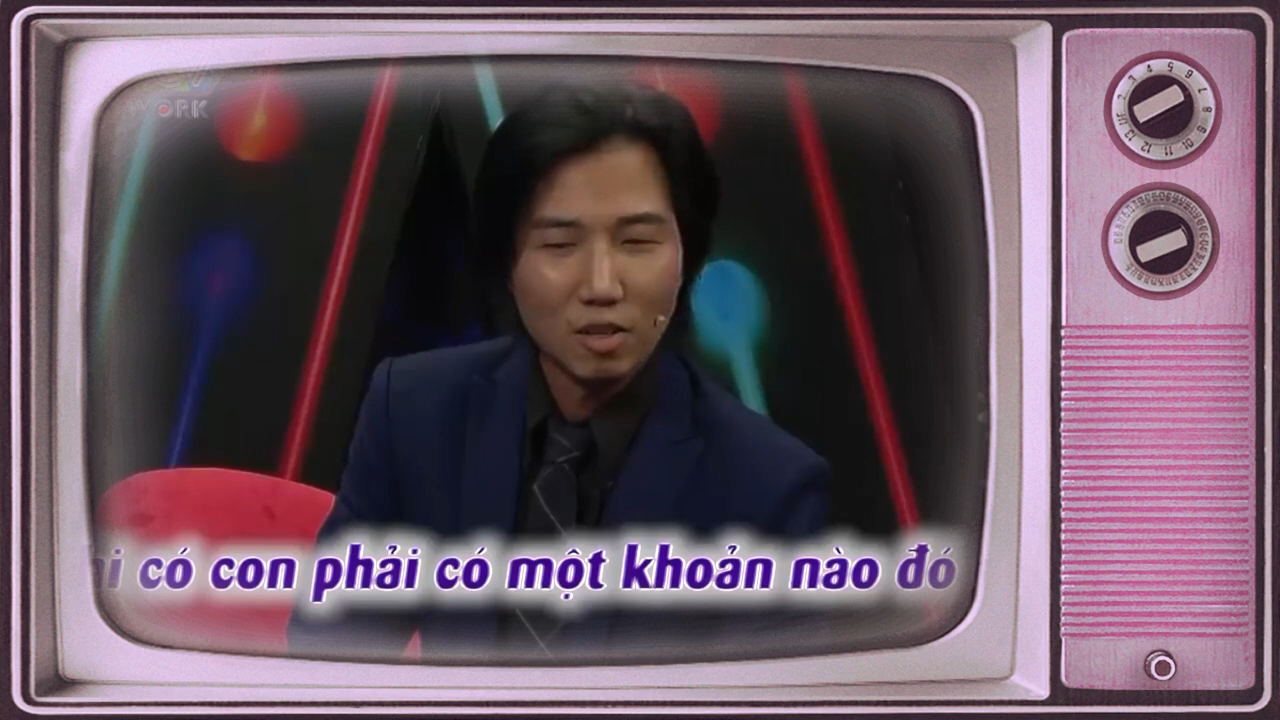 có con phải có một khoản nào đó